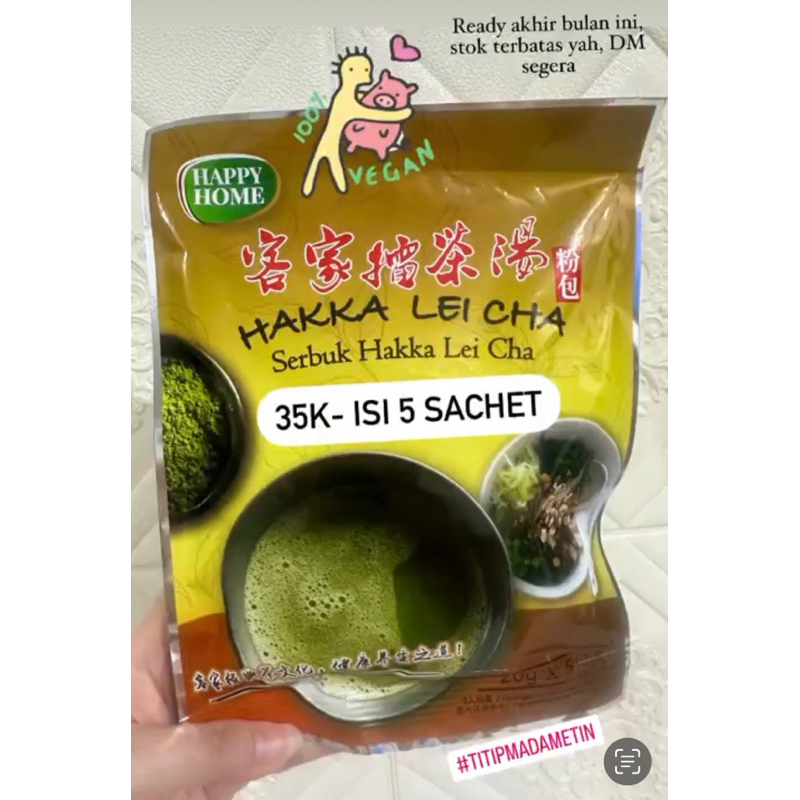 Ready akhir bulan ini,
stok terbatas yah, DM
segera
100%
VEGAN
HAPPY
HOME
客家擂茶湯
粉包
HAKKA LEI CHA
Serbuk Hakka Lei Cha
35K- ISI 5 SACHET
20g X
#TITIPMADAMETIN